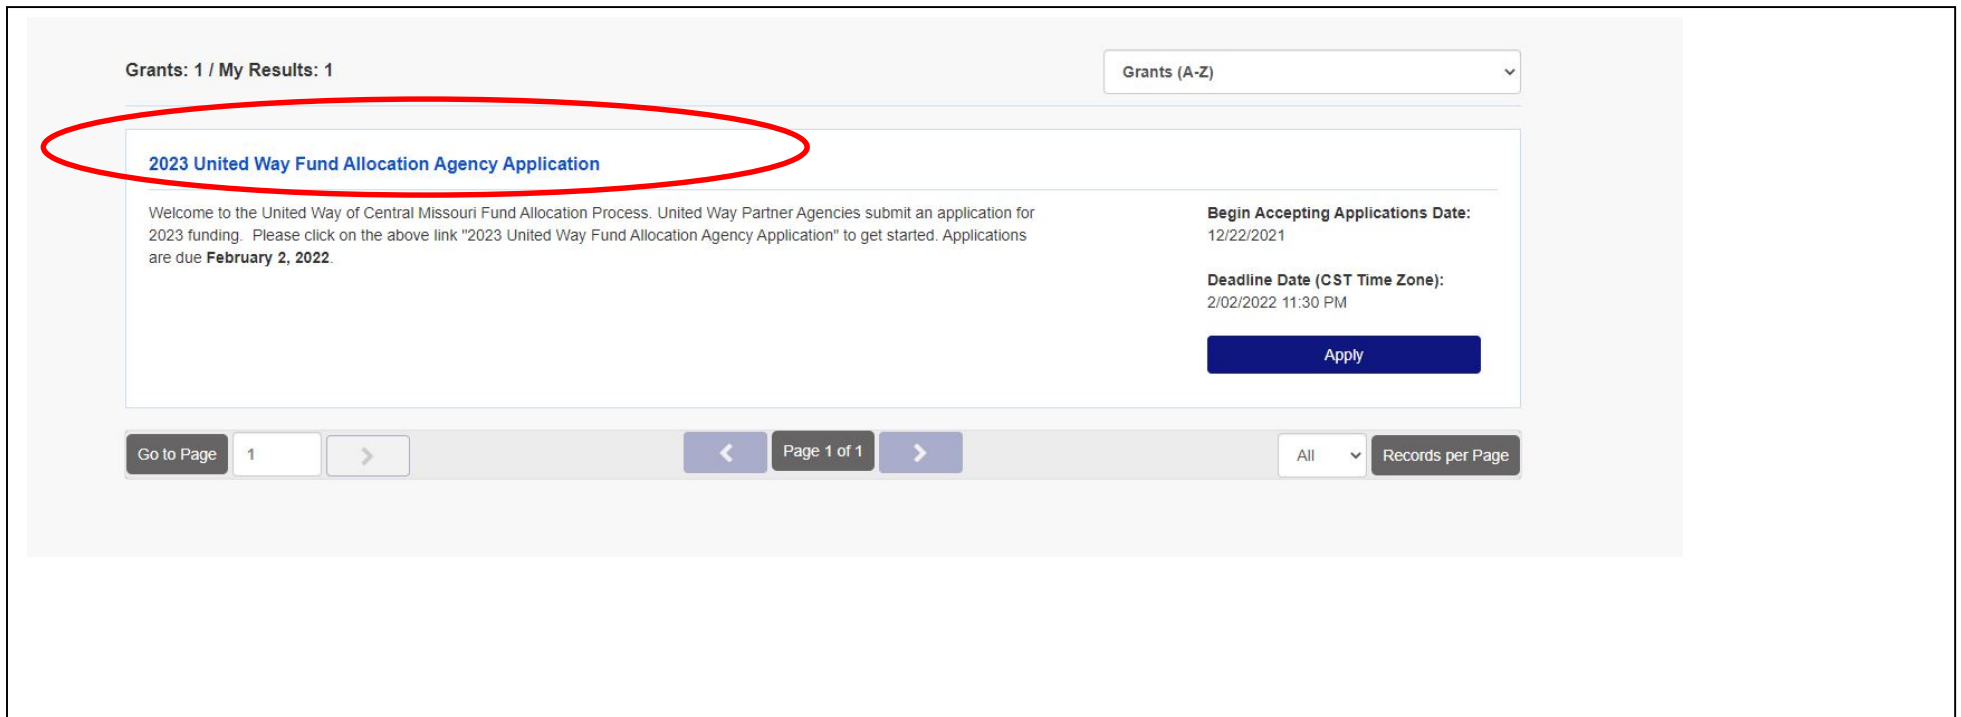 Grants: 1 / My Results: 1
Grants (A-Z)
2023 United Way Fund Allocation Agency Application
Welcome to the United Way of Central Missouri Fund Allocation Process. United Way Partner Agencies submit an application for
2023 funding.  Please click on the above link "2023 United Way Fund Allocation Agency Application" to get started. Applications
are due February 2, 2022.
Begin Accepting Applications Date:
12/22/2021
Deadline Date (CST Time Zone):
2/02/2022 11:30 PM
Apply
Go to Page
1
Page 1 of 1
All
Records per Page